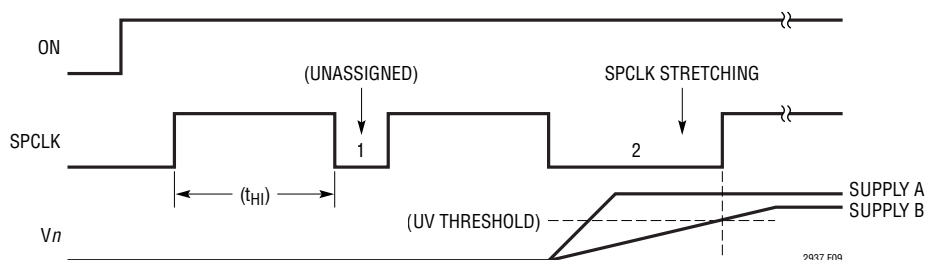 ON
(UNASSIGNED)
SPCLK STRETCHING
SPCLK
1
2
(tHI)
SUPPLY A
(UV THRESHOLD)
SUPPLY B
Vn
2937 F09